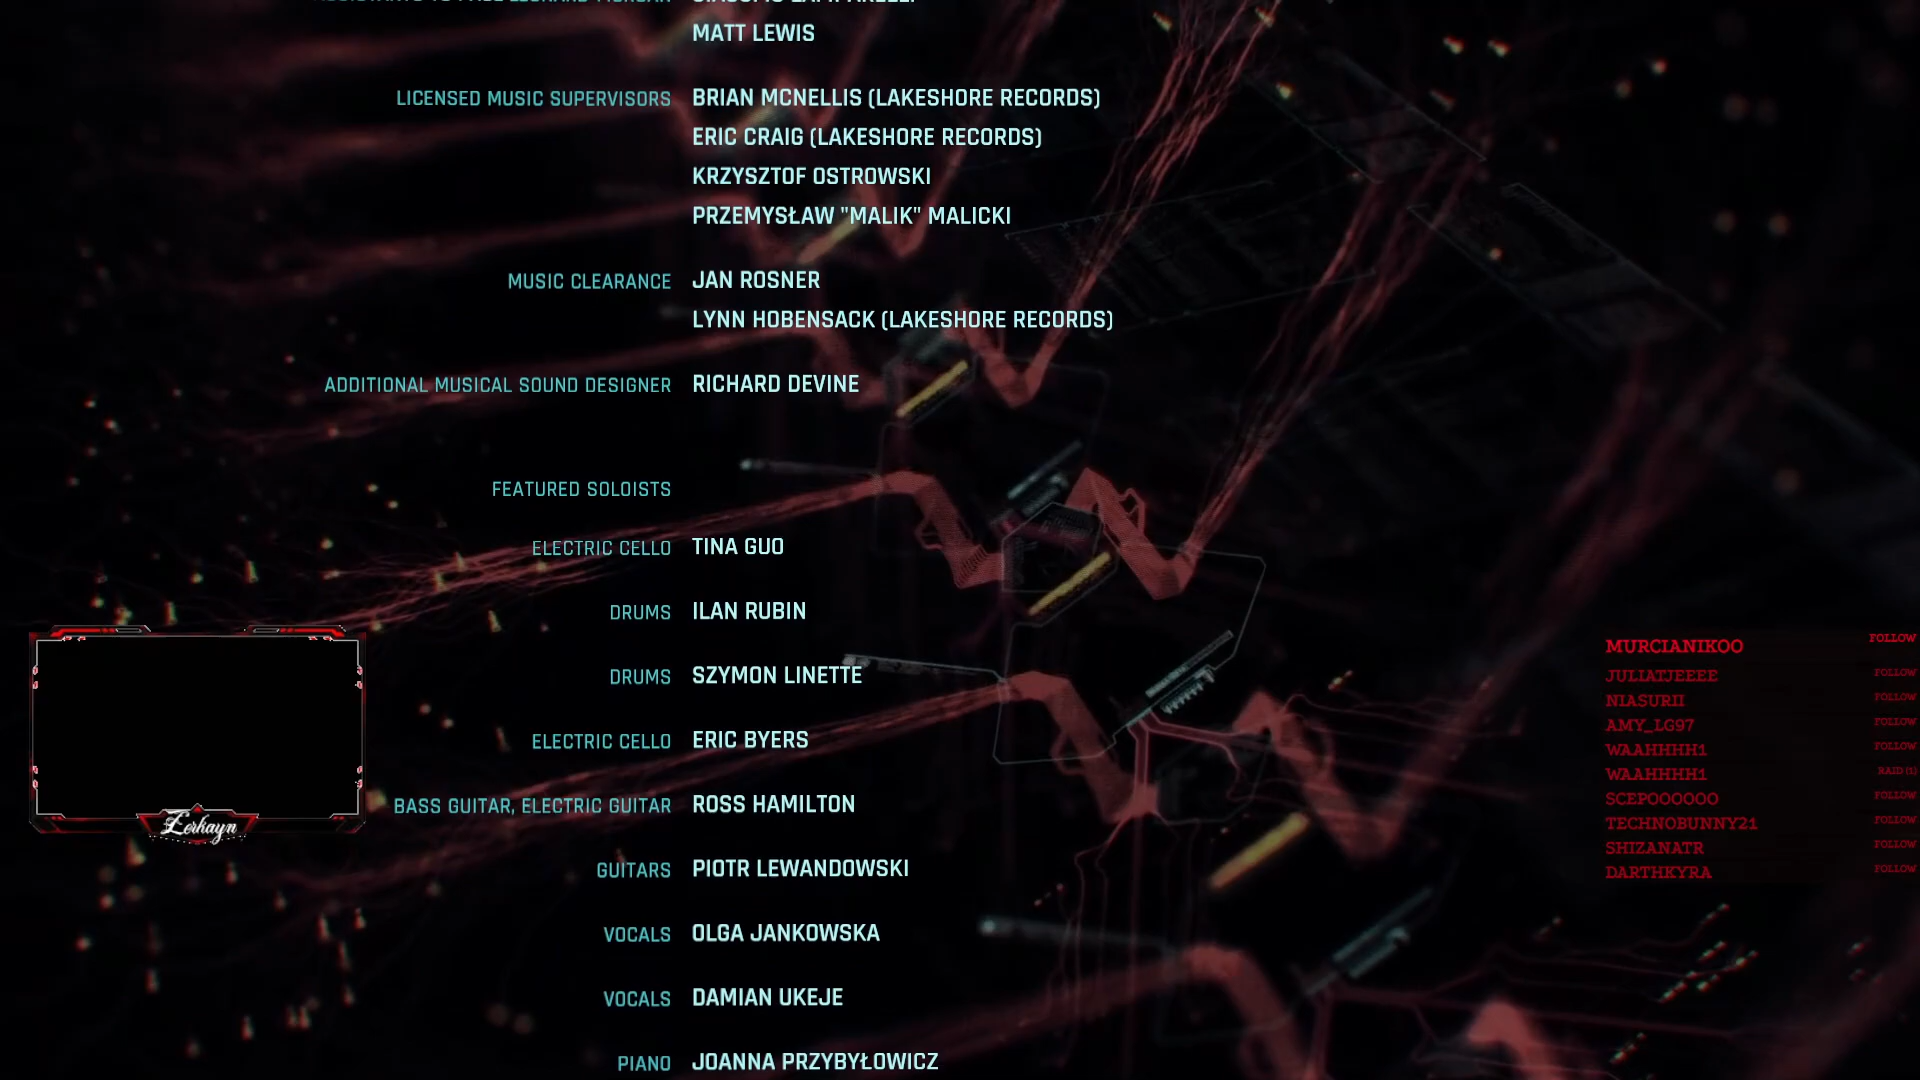 MATT LEWIS
LICENSED MUSIC SUPERVISORS BRIAN MCNELLIS (LAKESHORE RECORDS)
ERIC CRAIG (LAKESHORE RECORDS)
KRZYSZTOF OSTROWSKI
PRZEMYSŁAW "MALIK" MALICKI
MUSIC CLEARANCE JAN ROSNER
LYNN HOBENSACK (LAKESHORE RECORDS)
ADDITIONAL MUSICAL SOUND DESIGNER RICHARD DEVINE
FEATURED SOLOISTS
ELECTRIC CELLO TINA GUO
DRUMS ILAN RUBIN
DRUMS SZYMON LINETTE
ELECTRIC CELLO ERIC BYERS
BASS GUITAR, ELECTRIC GUITAR ROSS HAMILTON
GUITARS PIOTR LEWANDOWSKI
VOCALS OLGA JANKOWSKA
VOCALS DAMIAN UKEJE
PIANO JOANNA PRZYBYŁOWICZ
Zerkayn
MURCIANIKOO FOLLOW
JULIATJEEEE FOLLOW
NIASURII FOLLOW
AMY_LG97 FOLLOW
WAAHHHH1 FOLLOW
WAAHHHH1 RAID (1)
SCEPOOOOOO FOLLOW
TECHNOBUNNY21 FOLLOW
SHIZANATR FOLLOW
DARTHKYRA FOLLOW